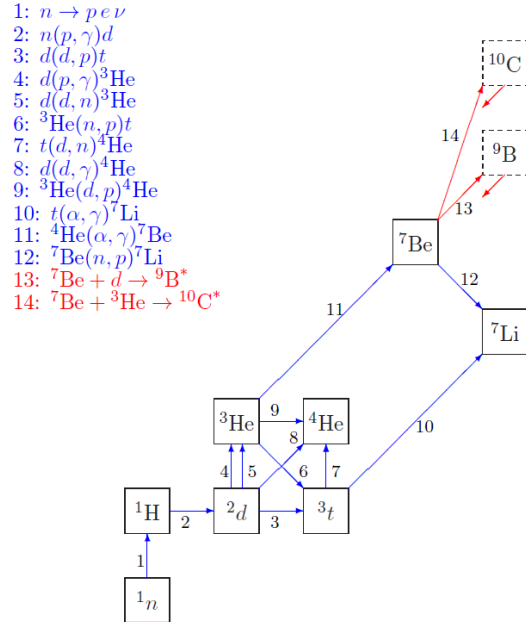 1: n → p e ν
2: n(p, γ)d
3: d(d, p)t
4: d(p, γ)³He
5: d(d, n)³He
6: ³He(n, p)t
7: t(d, n)⁴He
8: d(d, γ)⁴He
9: ³He(d, p)⁴He
10: t(α, γ)⁷Li
11: ⁴He(α, γ)⁷Be
12: ⁷Be(n, p)⁷Li
13: ⁷Be + d → ⁹B*
14: ⁷Be + ³He → ¹⁰C*
¹⁰C
14
⁹B
13
⁷Be
12
11
⁷Li
³He
9
⁴He
8
10
4
5
6
7
¹H
2
²d
3
³t
1
¹n